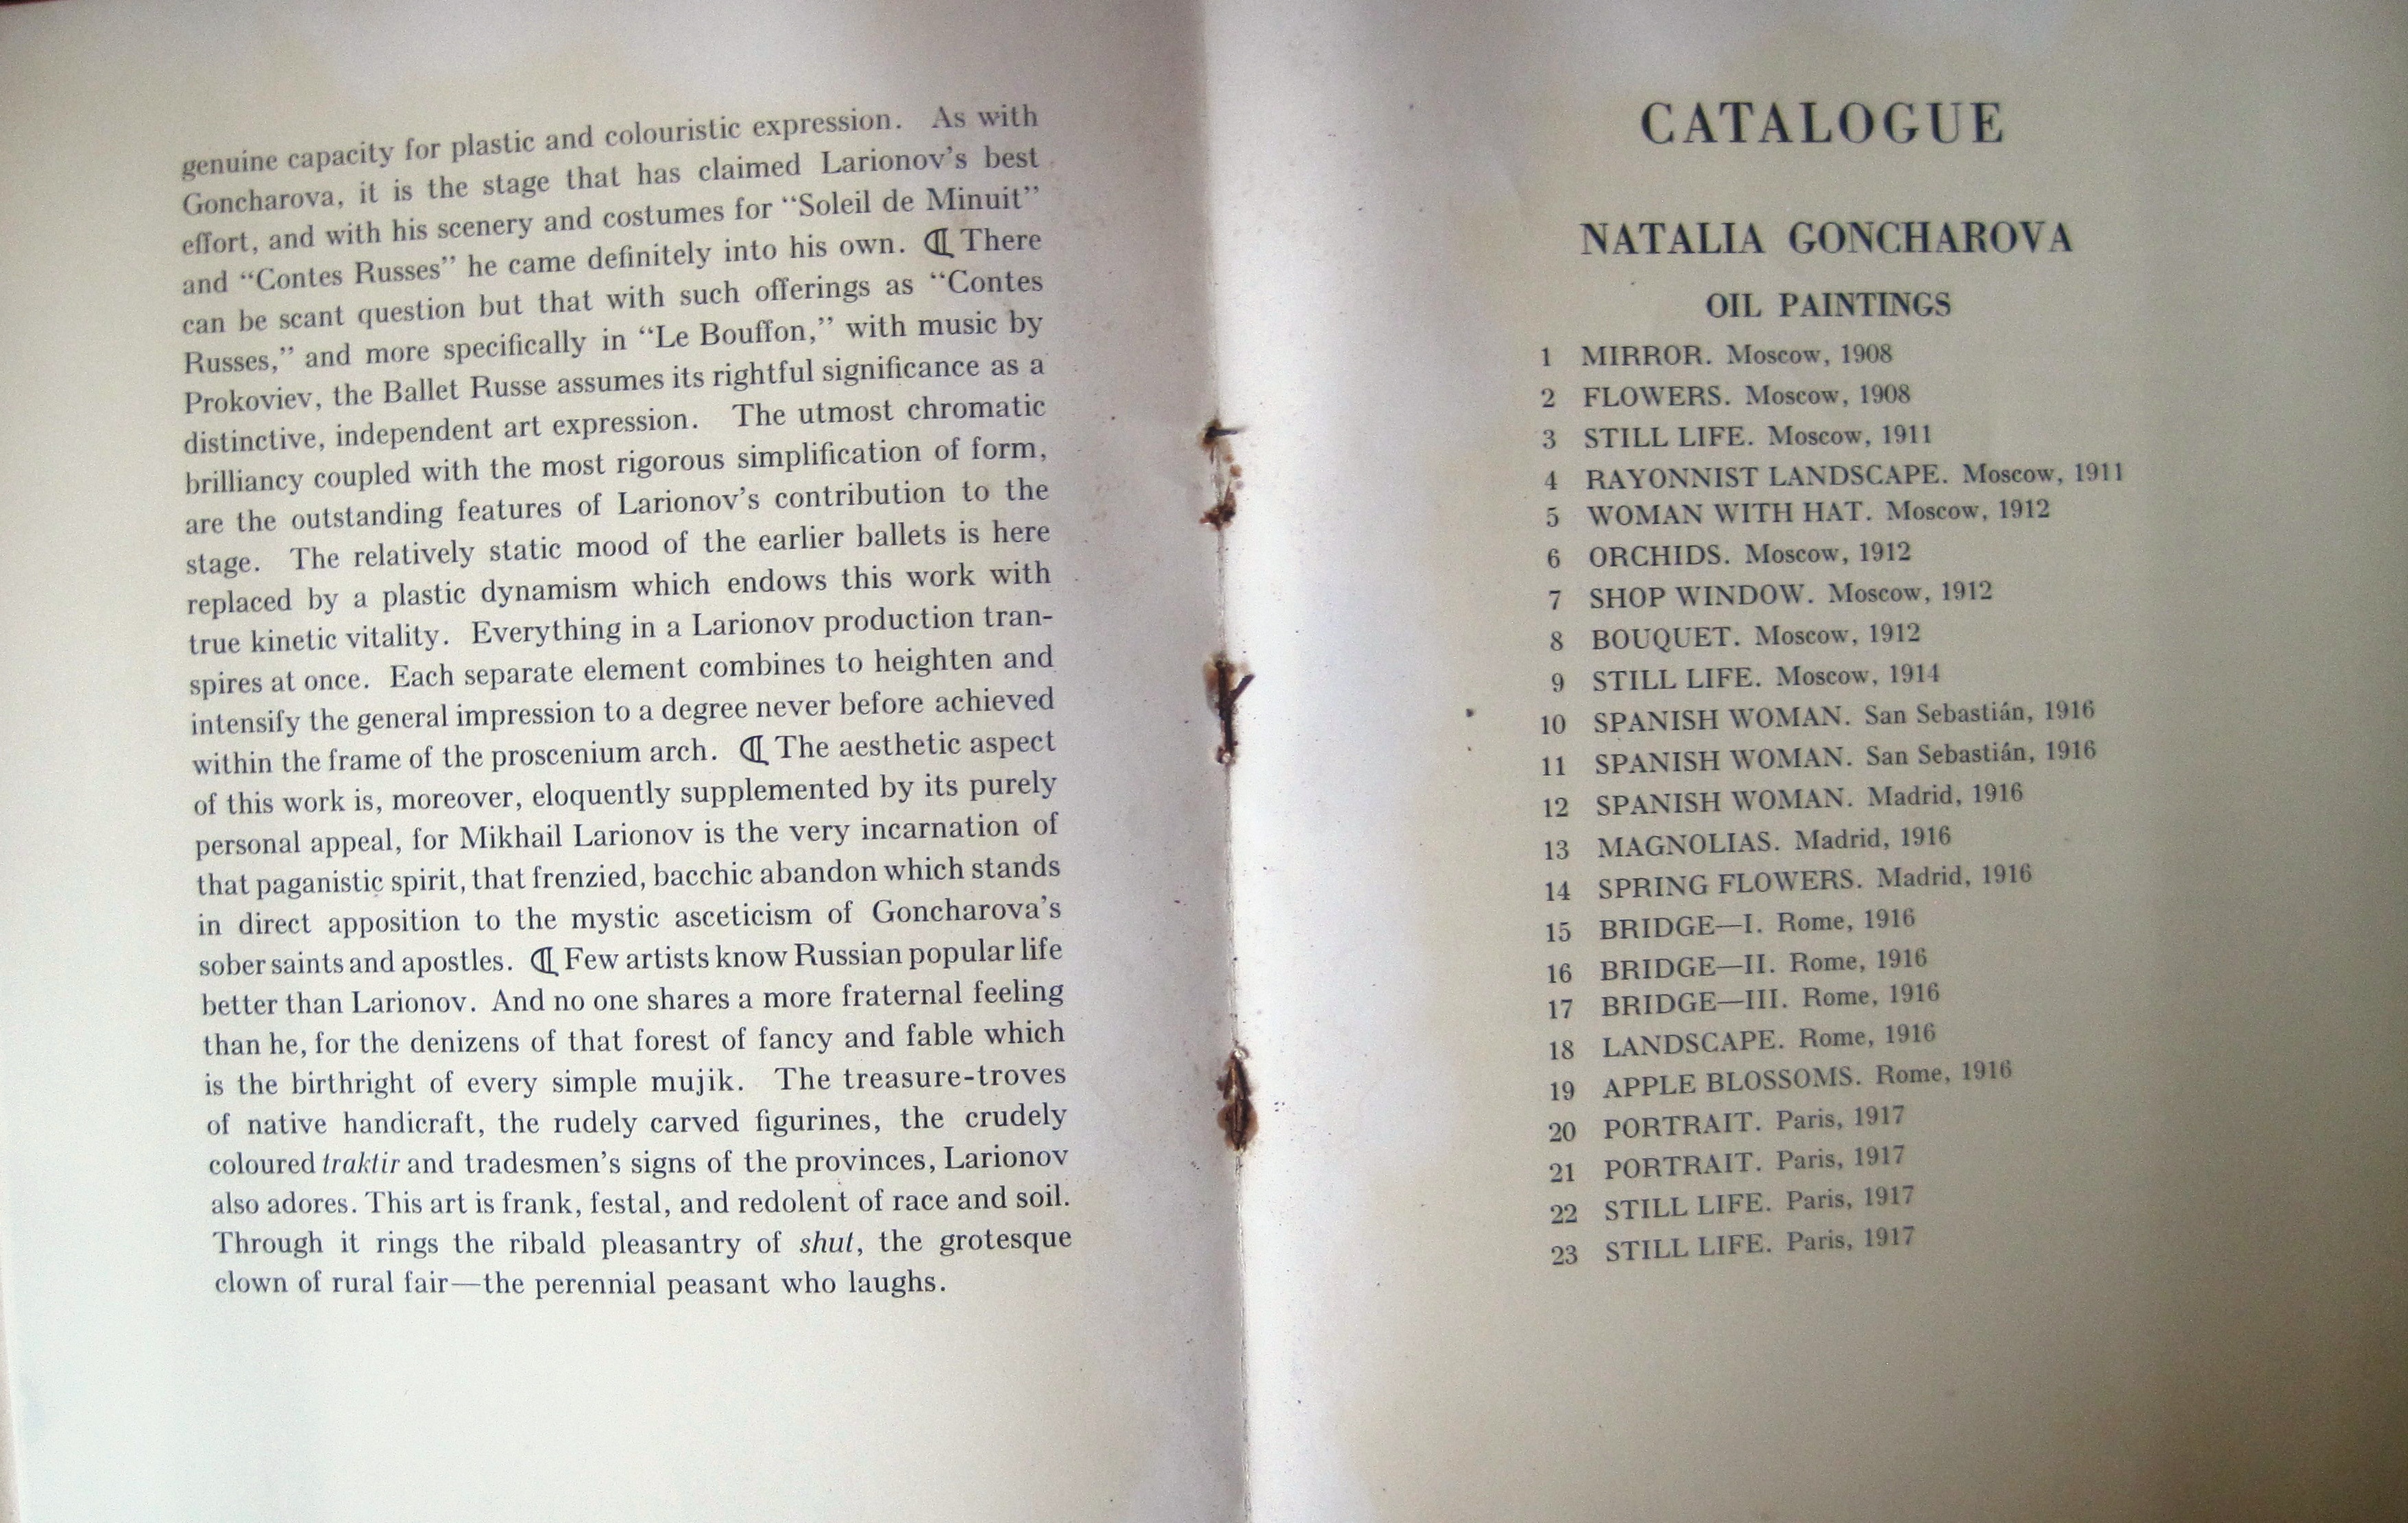 genuine capacity for plastic and colouristic expression. As with
Goncharova, it is the stage that has claimed Larionov's best
effort, and with his scenery and costumes for “Soleil de Minuit”
and “Contes Russes” he came definitely into his own. ¶ There
can be scant question but that with such offerings as “Contes
Russes,” and more specifically in “Le Bouffon,” with music by
Prokoviev, the Ballet Russe assumes its rightful significance as a
distinctive, independent art expression. The utmost chromatic
brilliancy coupled with the most rigorous simplification of form,
are the outstanding features of Larionov's contribution to the
stage. The relatively static mood of the earlier ballets is here
replaced by a plastic dynamism which endows this work with
true kinetic vitality. Everything in a Larionov production tran-
spires at once. Each separate element combines to heighten and
intensify the general impression to a degree never before achieved
within the frame of the proscenium arch. ¶ The aesthetic aspect
of this work is, moreover, eloquently supplemented by its purely
personal appeal, for Mikhail Larionov is the very incarnation of
that paganistic spirit, that frenzied, bacchic abandon which stands
in direct apposition to the mystic asceticism of Goncharova's
sober saints and apostles. ¶ Few artists know Russian popular life
better than Larionov. And no one shares a more fraternal feeling
than he, for the denizens of that forest of fancy and fable which
is the birthright of every simple mujik. The treasure-troves
of native handicraft, the rudely carved figurines, the crudely
coloured traktir and tradesmen's signs of the provinces, Larionov
also adores. This art is frank, festal, and redolent of race and soil.
Through it rings the ribald pleasantry of shut, the grotesque
clown of rural fair—the perennial peasant who laughs.
CATALOGUE
NATALIA GONCHAROVA
OIL PAINTINGS
1 MIRROR. Moscow, 1908
2 FLOWERS. Moscow, 1908
3 STILL LIFE. Moscow, 1911
4 RAYONNIST LANDSCAPE. Moscow, 1911
5 WOMAN WITH HAT. Moscow, 1912
6 ORCHIDS. Moscow, 1912
7 SHOP WINDOW. Moscow, 1912
8 BOUQUET. Moscow, 1912
9 STILL LIFE. Moscow, 1914
10 SPANISH WOMAN. San Sebastián, 1916
11 SPANISH WOMAN. San Sebastián, 1916
12 SPANISH WOMAN. Madrid, 1916
13 MAGNOLIAS. Madrid, 1916
14 SPRING FLOWERS. Madrid, 1916
15 BRIDGE—I. Rome, 1916
16 BRIDGE—II. Rome, 1916
17 BRIDGE—III. Rome, 1916
18 LANDSCAPE. Rome, 1916
19 APPLE BLOSSOMS. Rome, 1916
20 PORTRAIT. Paris, 1917
21 PORTRAIT. Paris, 1917
22 STILL LIFE. Paris, 1917
23 STILL LIFE. Paris, 1917